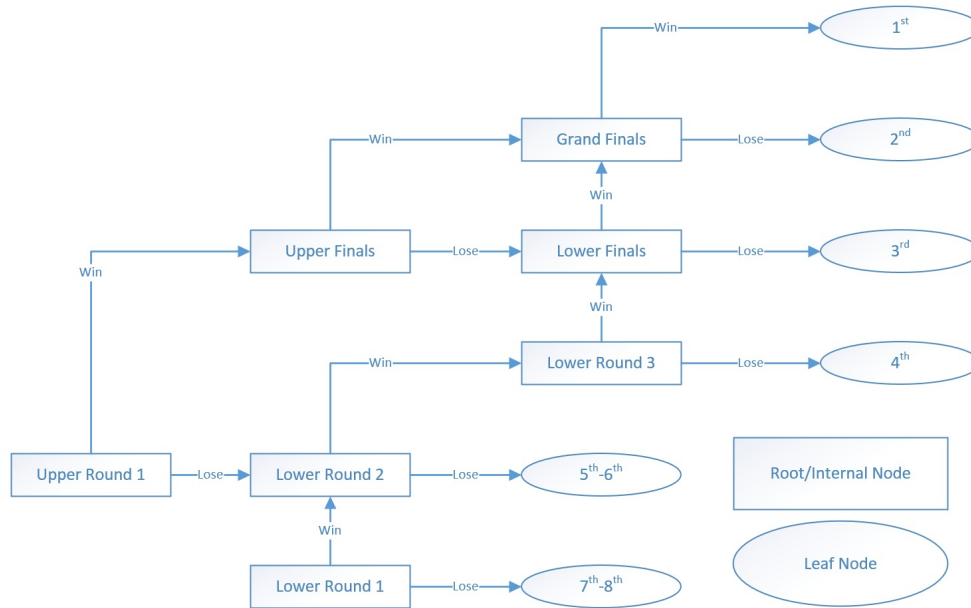 Win
1st
Win
Grand Finals
Lose
2nd
Win
Win
Upper Finals
Lose
Lower Finals
Lose
3rd
Win
Win
Lower Round 3
Lose
4th
Upper Round 1
Lose
Lower Round 2
Lose
5th-6th
Root/Internal Node
Win
Lower Round 1
Lose
7th-8th
Leaf Node